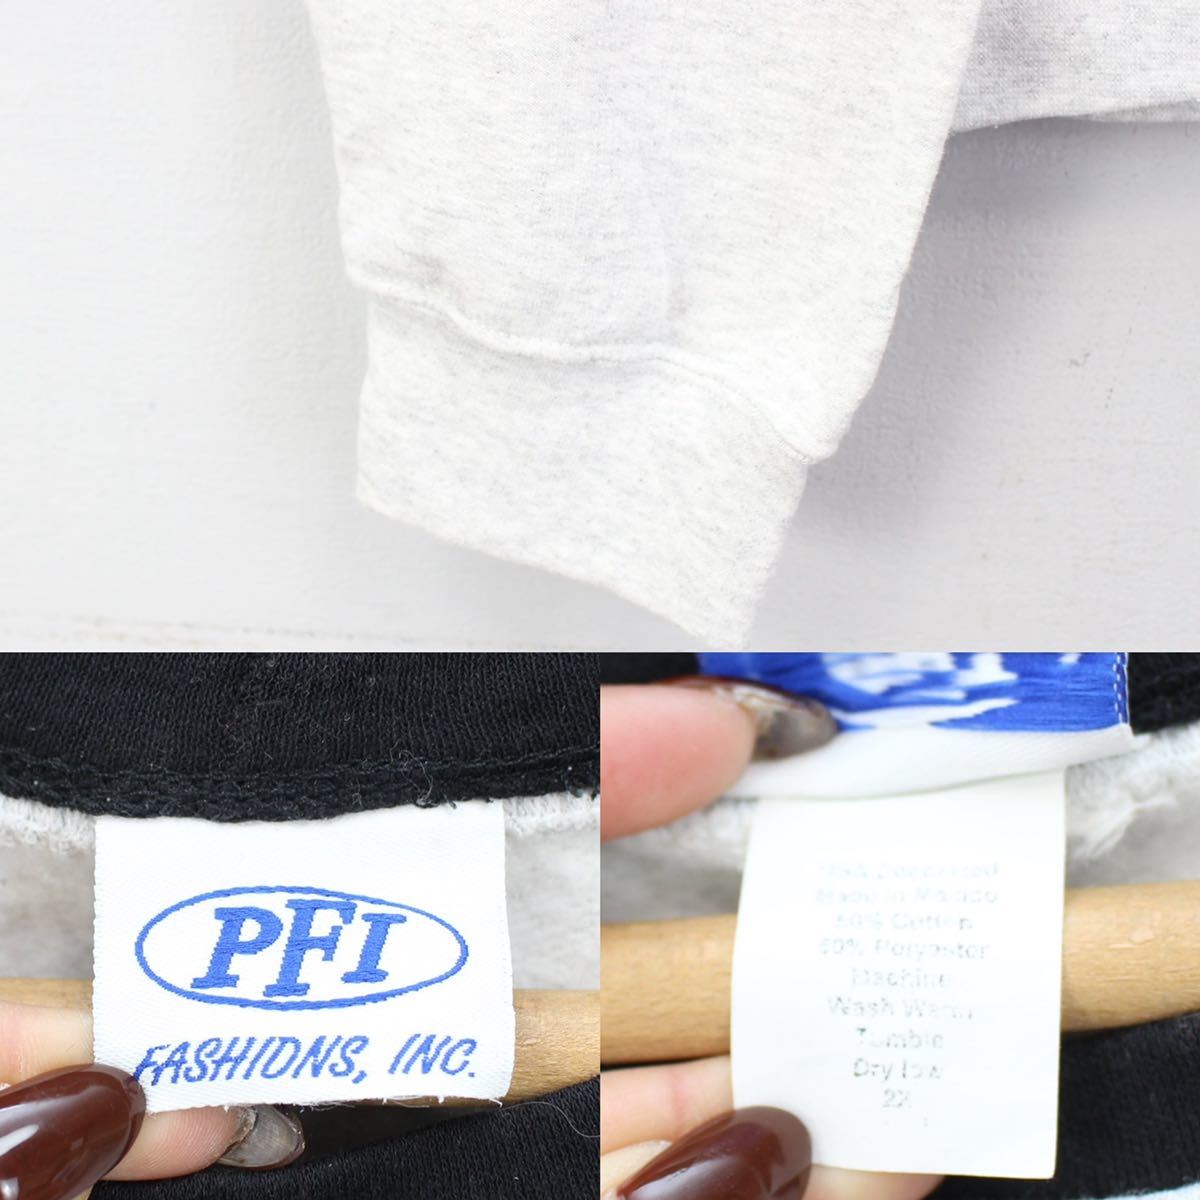 PFI
FASHIONS, INC.
USA Decorated
Made In Mexico
50% Cotton
50% Polyester
Machine
Wash Warm
Tumble
Dry low
2X